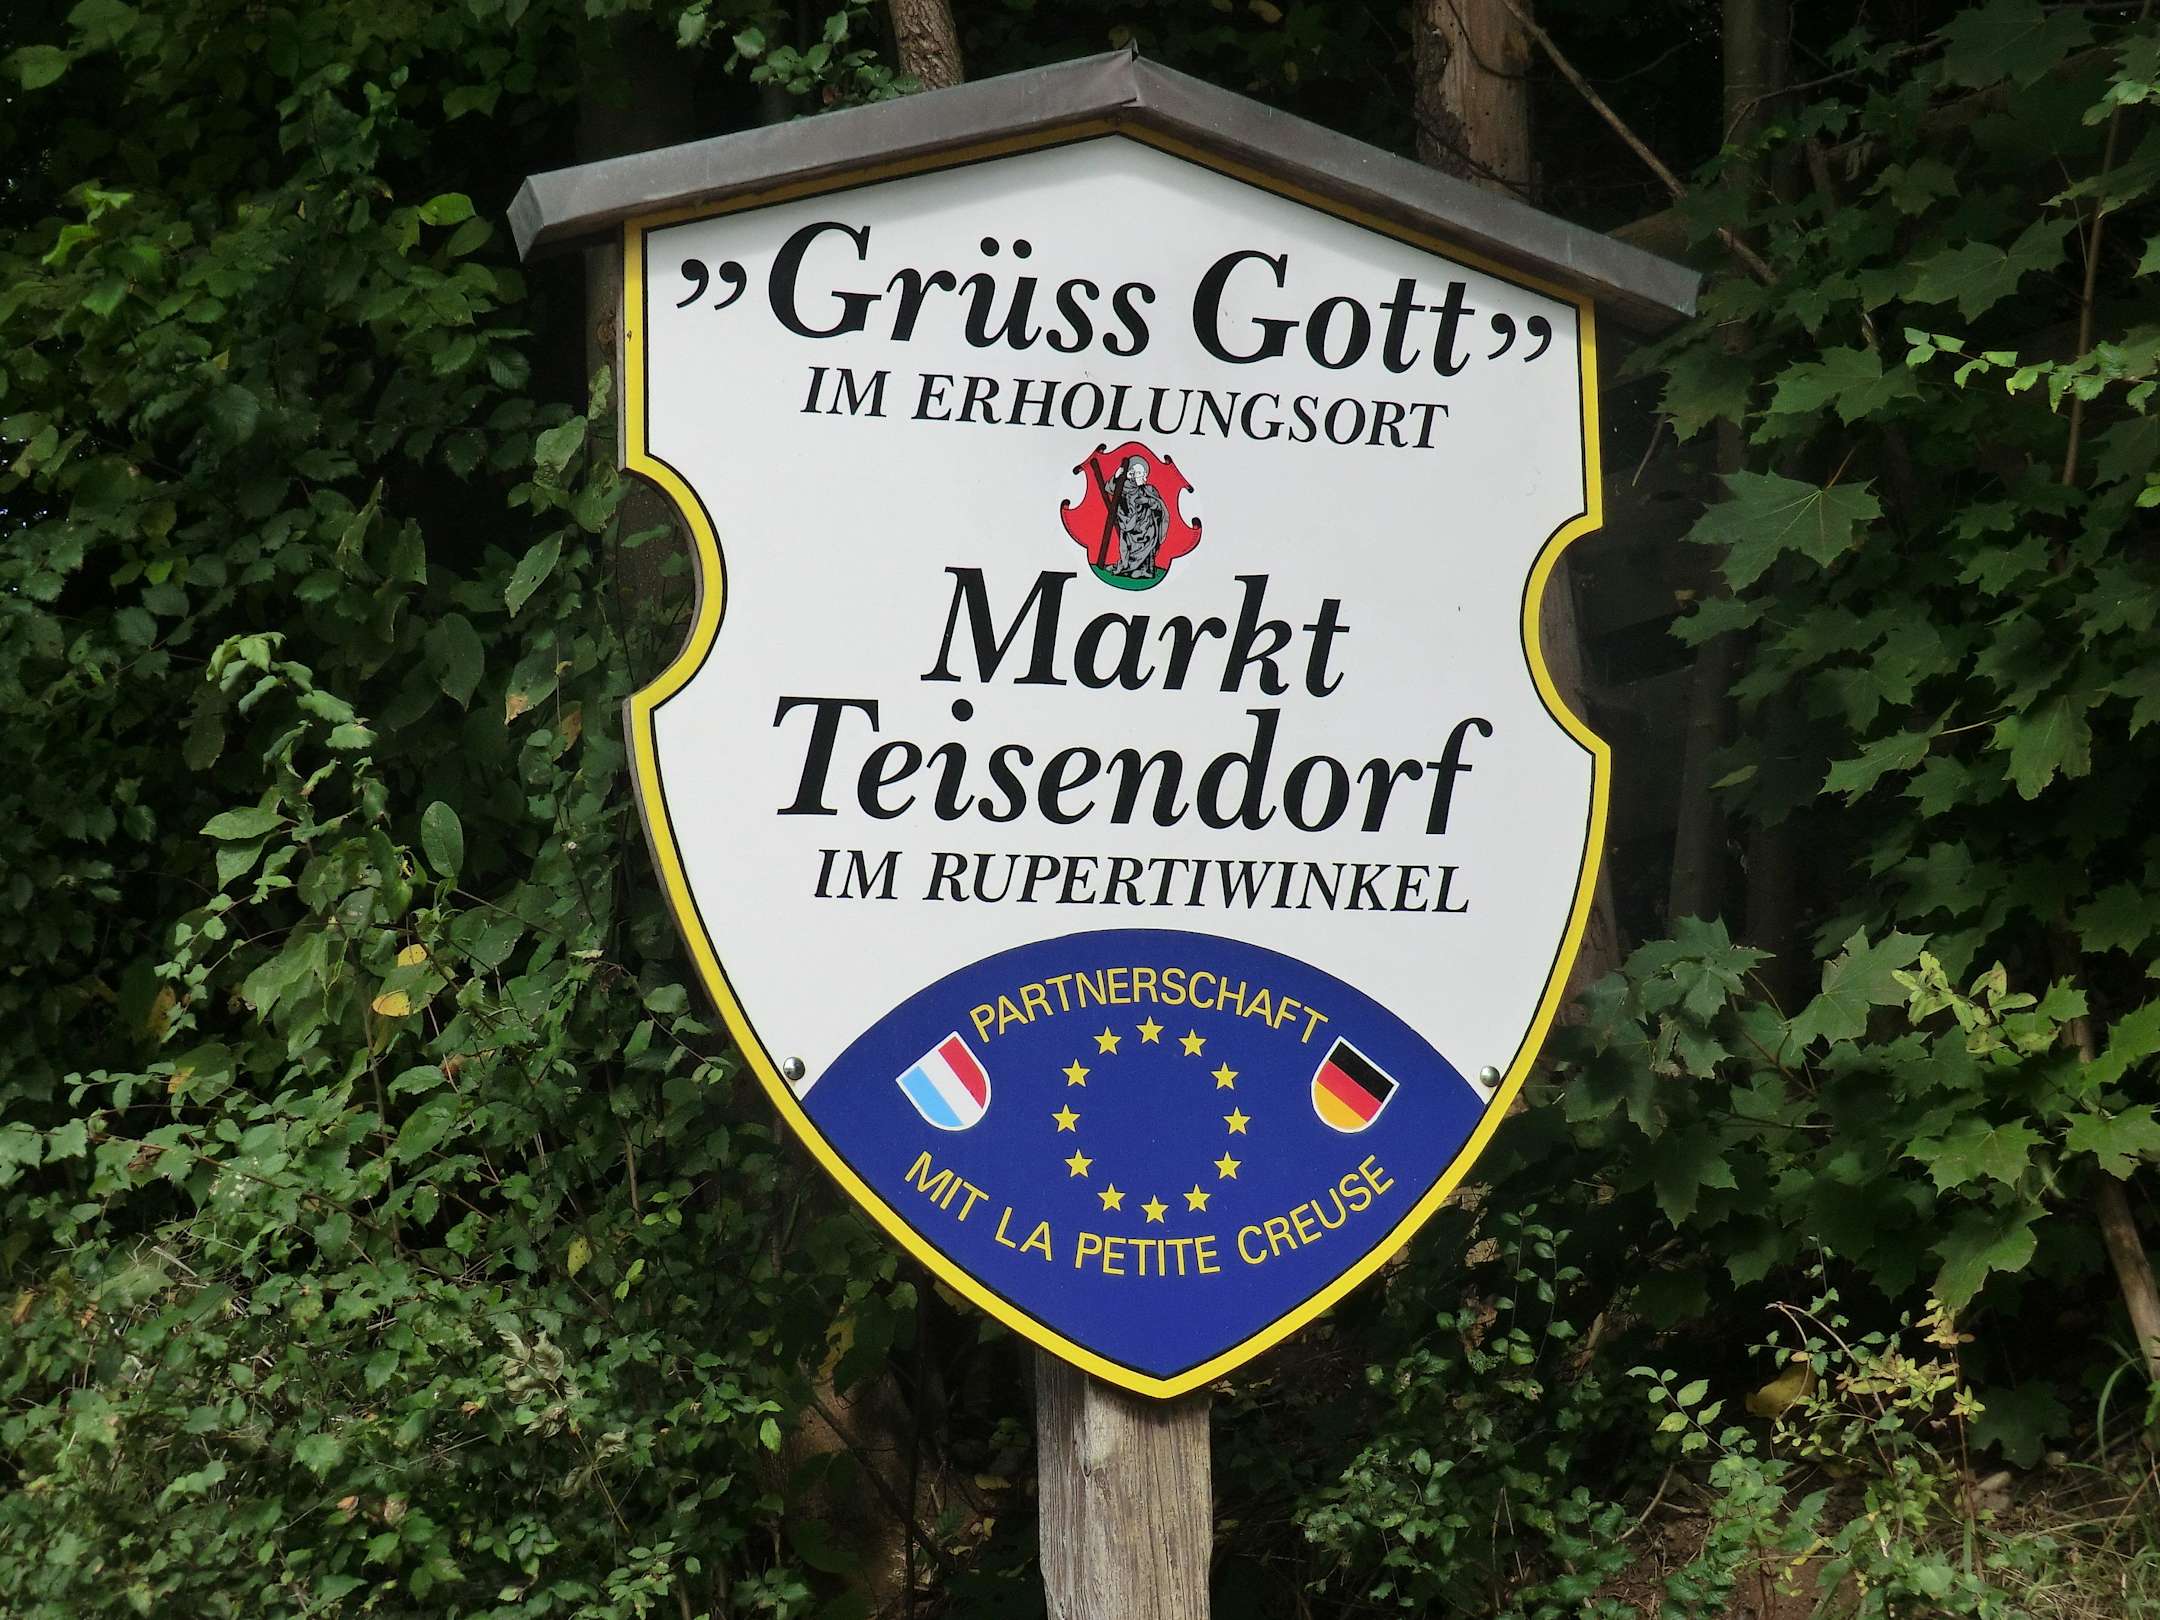 ”Grüss Gott”
IM ERHOLUNGSORT
Markt
Teisendorf
IM RUPERTIWINKEL
PARTNERSCHAFT
MIT LA PETITE CREUSE